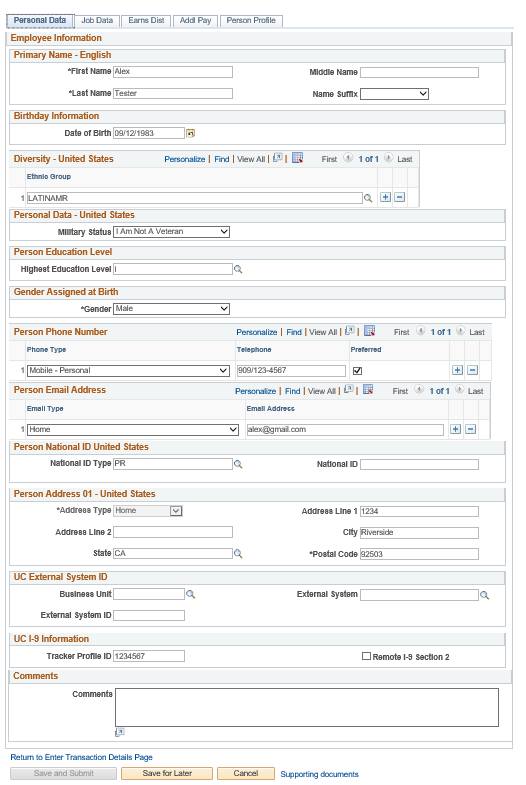 Personal Data Job Data Earns Dist Addl Pay Person Profile
Employee Information
Primary Name - English
*First Name Alex Middle Name
*Last Name Tester Name Suffix
Birthday Information
Date of Birth 09/12/1983
Diversity - United States Personalize | Find | View All | | First 1 of 1 Last
Ethnic Group
1 LATINAMR
Personal Data - United States
Military Status I Am Not A Veteran
Person Education Level
Highest Education Level I
Gender Assigned at Birth
*Gender Male
Person Phone Number Personalize | Find | View All | | First 1 of 1 Last
Phone Type Telephone Preferred
1 Mobile - Personal 909/123-4567
Person Email Address Personalize | Find | View All | | First 1 of 1 Last
Email Type Email Address
1 Home alex@gmail.com
Person National ID United States
National ID Type PR National ID
Person Address 01 - United States
*Address Type Home Address Line 1 1234
Address Line 2 City Riverside
State CA *Postal Code 92503
UC External System ID
Business Unit External System
External System ID
UC I-9 Information
Tracker Profile ID 1234567 Remote I-9 Section 2
Comments
Comments
Return to Enter Transaction Details Page
Save and Submit Save for Later Cancel Supporting documents